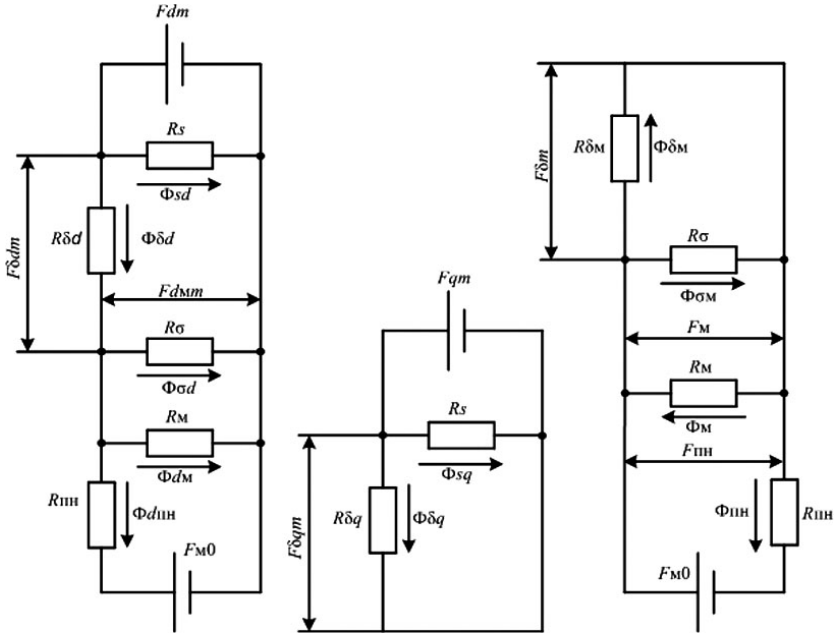 Fdm
Rs
Φsd
Rδd
Φδd
Fδdm
Fdмm
Rσ
Φσd
Rм
Φdм
Rпн
Φdпн
Fм0
Fqm
Rs
Φsq
Rδq
Φδq
Fδqm
Fδm
Rδм
Φδм
Rσ
Φσм
Fм
Rм
Φм
Fпн
Φпн
Rпн
Fм0